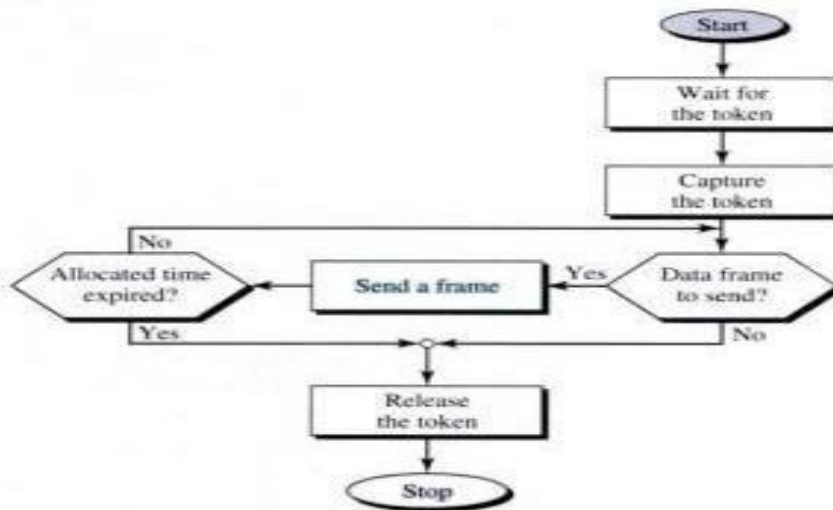 Start
Wait for
the token
Capture
the token
No
Allocated time
expired?
Send a frame
Yes
Data frame
to send?
Yes
No
Release
the token
Stop